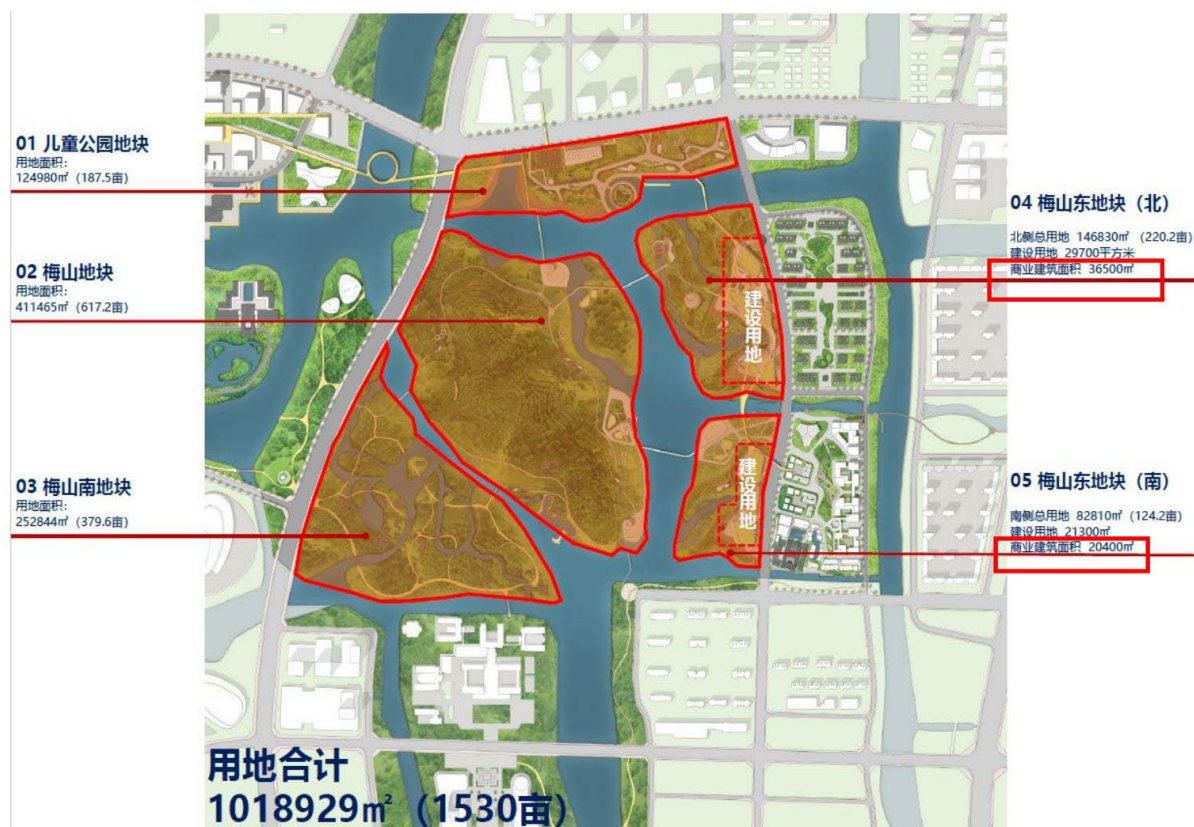 01 儿童公园地块
用地面积:
124980㎡ (187.5亩)
02 梅山地块
用地面积:
411465㎡ (617.2亩)
03 梅山南地块
用地面积:
252844㎡ (379.6亩)
04 梅山东地块 (北)
北侧总用地 146830㎡ (220.2亩)
建设用地 29700平方米
商业建筑面积 36500㎡
05 梅山东地块 (南)
南侧总用地 82810㎡ (124.2亩)
建设用地 21300㎡
商业建筑面积 20400㎡
建设用地
建设用地
用地合计
1018929㎡ (1530亩)